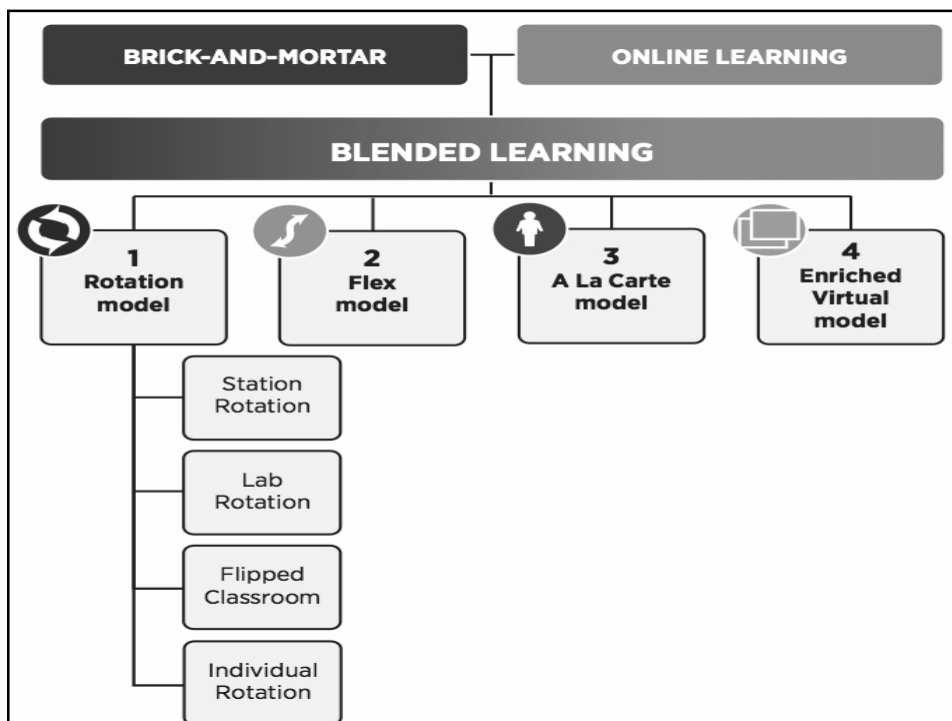 BRICK-AND-MORTAR
ONLINE LEARNING
BLENDED LEARNING
1
Rotation
model
2
Flex
model
3
A La Carte
model
4
Enriched
Virtual
model
Station
Rotation
Lab
Rotation
Flipped
Classroom
Individual
Rotation